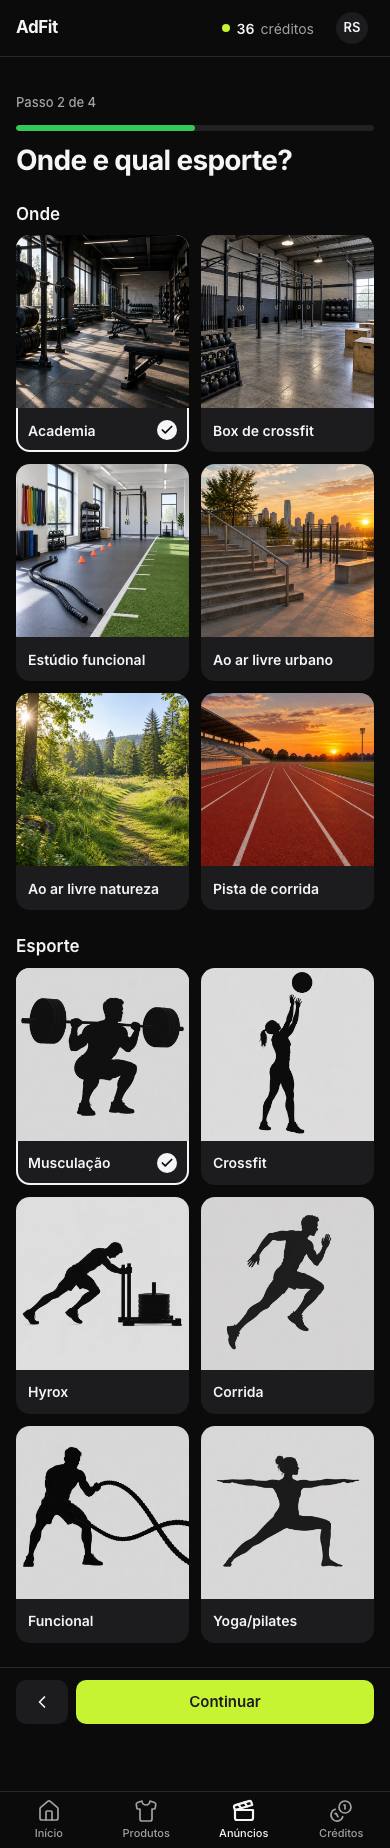 AdFit
36 créditos
RS
Passo 2 de 4
Onde e qual esporte?
Onde
Academia
Box de crossfit
Estúdio funcional
Ao ar livre urbano
Ao ar livre natureza
Pista de corrida
Esporte
Musculação
Crossfit
Hyrox
Corrida
Funcional
Yoga/pilates
Continuar
Início
Produtos
Anúncios
Créditos